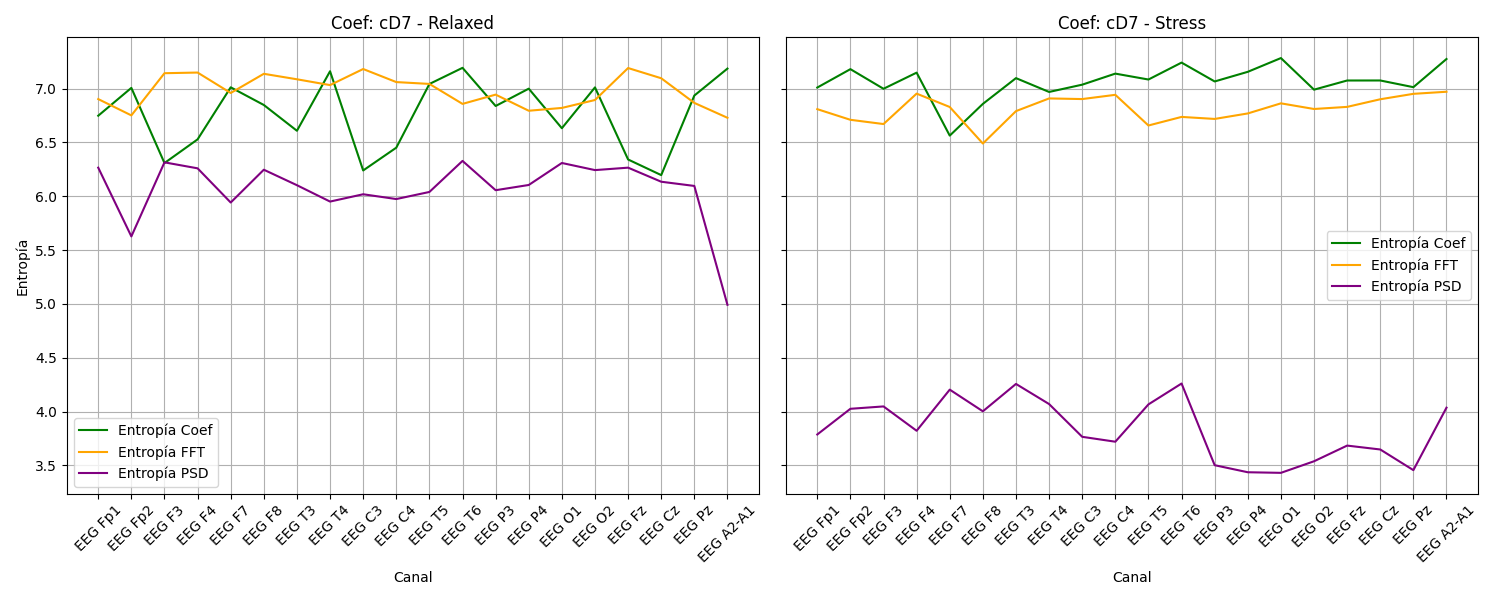 Coef: cD7 - Relaxed
Entropía
7.0
6.5
6.0
5.5
5.0
4.5
4.0
3.5
Entropía Coef
Entropía FFT
Entropía PSD
EEG Fp1
EEG Fp2
EEG F3
EEG F4
EEG F7
EEG F8
EEG T3
EEG T4
EEG C3
EEG C4
EEG T5
EEG T6
EEG P3
EEG P4
EEG O1
EEG O2
EEG Fz
EEG Cz
EEG Pz
EEG A2-A1
Canal
Coef: cD7 - Stress
Entropía Coef
Entropía FFT
Entropía PSD
EEG Fp1
EEG Fp2
EEG F3
EEG F4
EEG F7
EEG F8
EEG T3
EEG T4
EEG C3
EEG C4
EEG T5
EEG T6
EEG P3
EEG P4
EEG O1
EEG O2
EEG Fz
EEG Cz
EEG Pz
EEG A2-A1
Canal